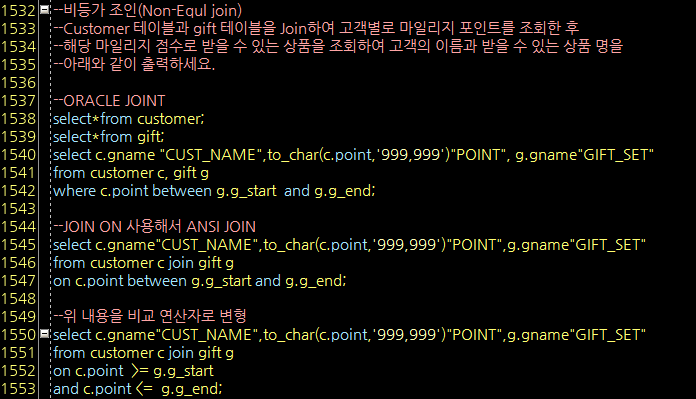 1532 --비등가 조인(Non-Equl join)
1533 --Customer 테이블과 gift 테이블을 Join하여 고객별로 마일리지 포인트를 조회한 후
1534 --해당 마일리지 점수로 받을 수 있는 상품을 조회하여 고객의 이름과 받을 수 있는 상품 명을
1535 --아래와 같이 출력하세요.
1536
1537 --ORACLE JOINT
1538 select*from customer;
1539 select*from gift;
1540 select c.gname "CUST_NAME",to_char(c.point,'999,999')"POINT", g.gname"GIFT_SET"
1541 from customer c, gift g
1542 where c.point between g.g_start  and g.g_end;
1543
1544 --JOIN ON 사용해서 ANSI JOIN
1545 select c.gname"CUST_NAME",to_char(c.point,'999,999')"POINT",g.gname"GIFT_SET"
1546 from customer c join gift g
1547 on c.point between g.g_start and g.g_end;
1548
1549 --위 내용을 비교 연산자로 변형
1550 select c.gname"CUST_NAME",to_char(c.point,'999,999')"POINT",g.gname"GIFT_SET"
1551 from customer c join gift g
1552 on c.point  >= g.g_start
1553 and c.point <=  g.g_end;